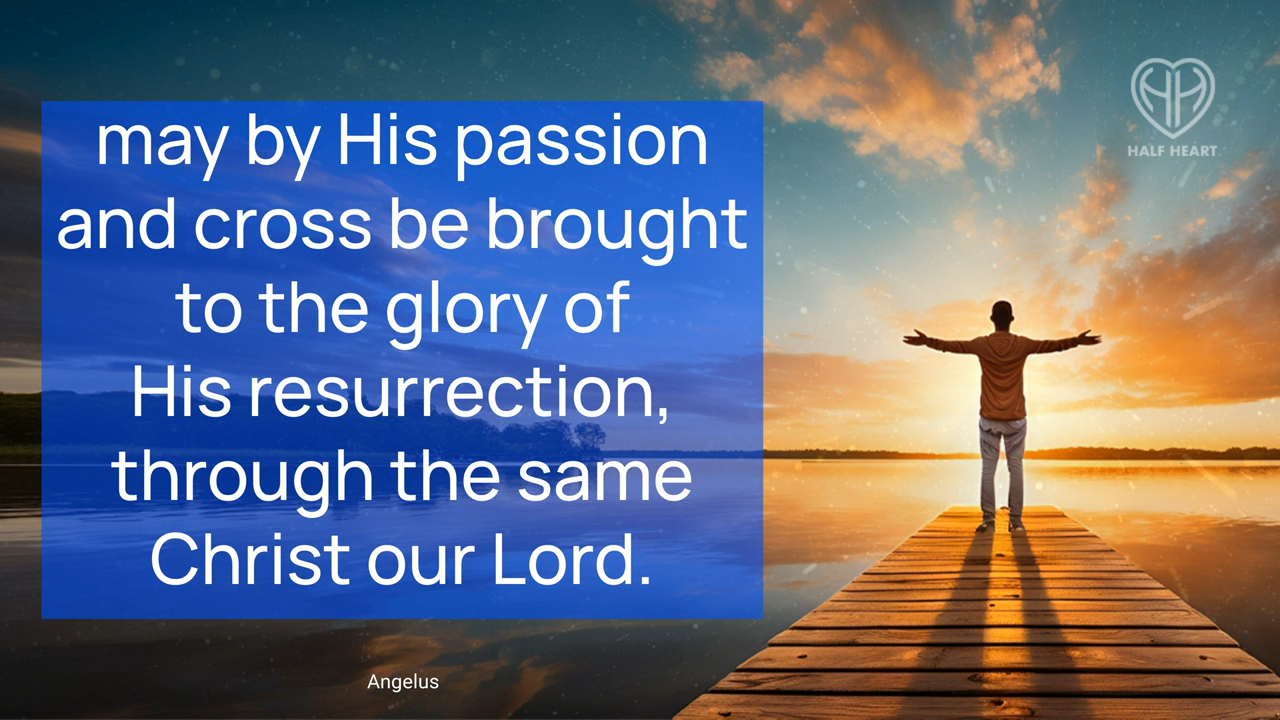 may by His passion
and cross be brought
to the glory of
His resurrection,
through the same
Christ our Lord.
Angelus
HALF HEART